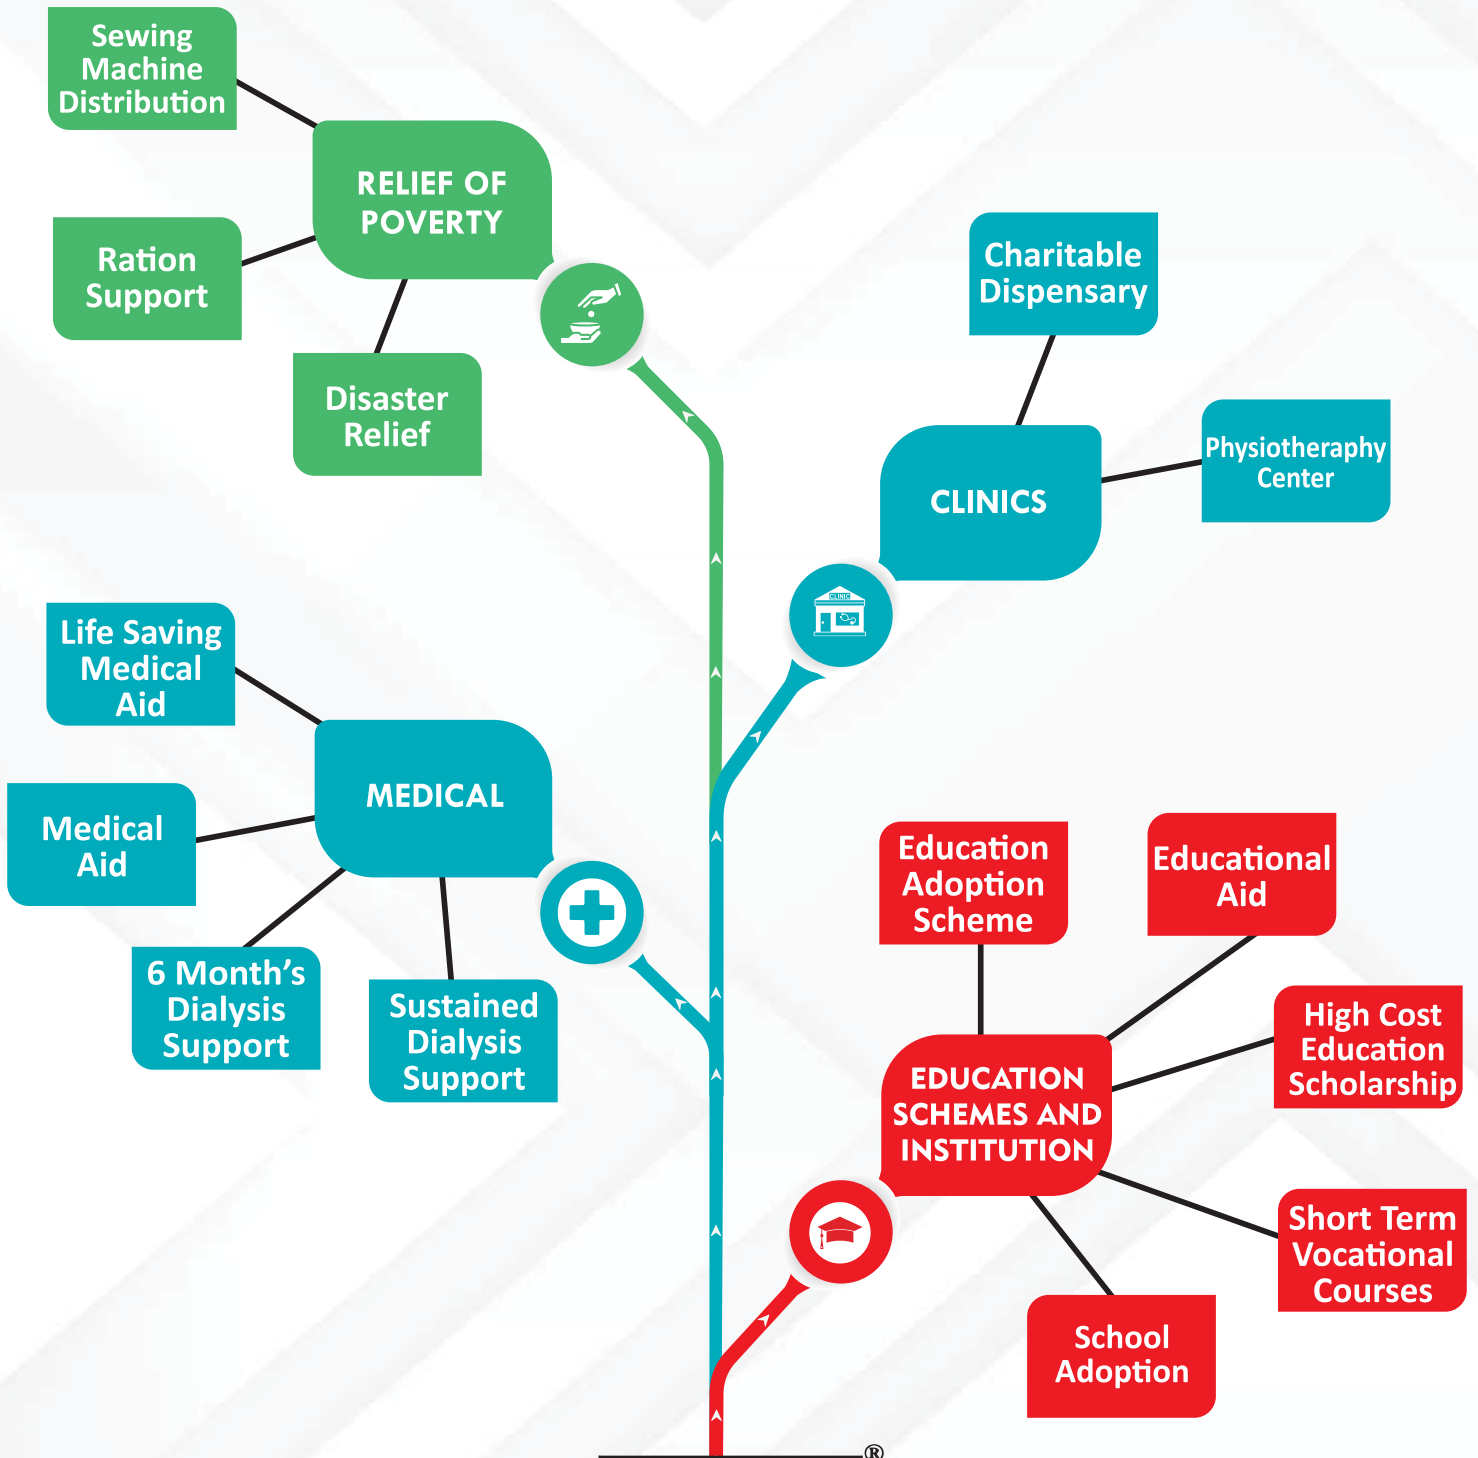 Sewing
Machine
Distribution
RELIEF OF
POVERTY
Ration
Support
Disaster
Relief
Charitable
Dispensary
Physiotheraphy
Center
CLINICS
CLINIC
Life Saving
Medical
Aid
MEDICAL
Medical
Aid
6 Month's
Dialysis
Support
Sustained
Dialysis
Support
Education
Adoption
Scheme
Educational
Aid
High Cost
Education
Scholarship
EDUCATION
SCHEMES AND
INSTITUTION
Short Term
Vocational
Courses
School
Adoption
®